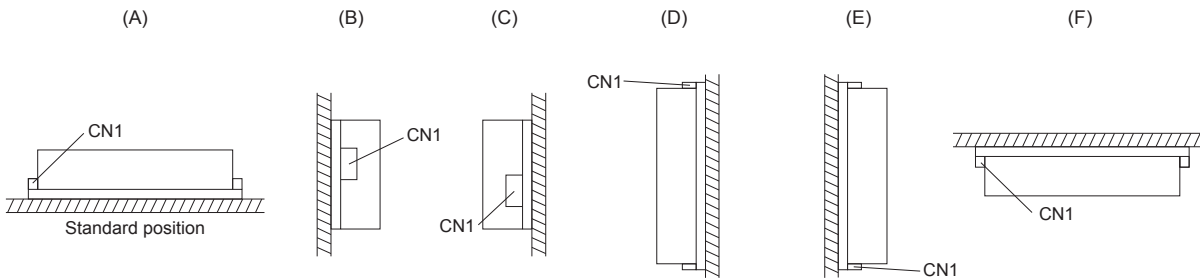 (A)
(B)
(C)
(D)
(E)
(F)
CN1
Standard position
CN1
CN1
CN1
CN1
CN1